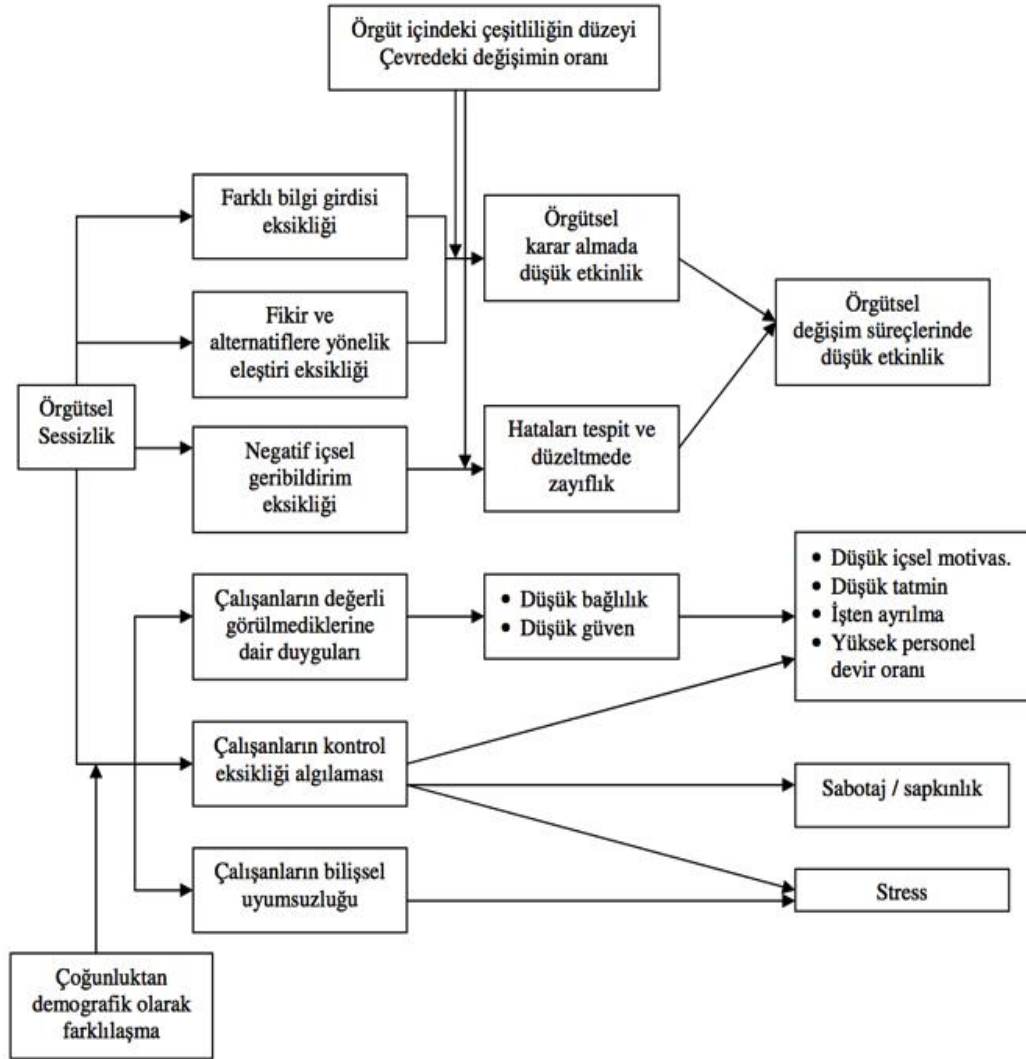 Örgüt içindeki çeşitliliğin düzeyi
Çevredeki değişimin oranı
Farklı bilgi girdisi
eksikliği
Örgütsel
karar almada
düşük etkinlik
Fikir ve
alternatiflere yönelik
eleştiri eksikliği
Örgütsel
değişim süreçlerinde
düşük etkinlik
Örgütsel
Sessizlik
Negatif içsel
geribildirim
eksikliği
Hataları tespit ve
düzeltmede
zayıflık
Çalışanların değerli
görülmediklerine
dair duyguları
• Düşük bağlılık
• Düşük güven
• Düşük içsel motivas.
• Düşük tatmin
• İşten ayrılma
• Yüksek personel
devir oranı
Çalışanların kontrol
eksikliği algılaması
Sabotaj / sapkınlık
Çalışanların bilişsel
uyumsuzluğu
Stress
Çoğunluktan
demografik olarak
farklılaşma